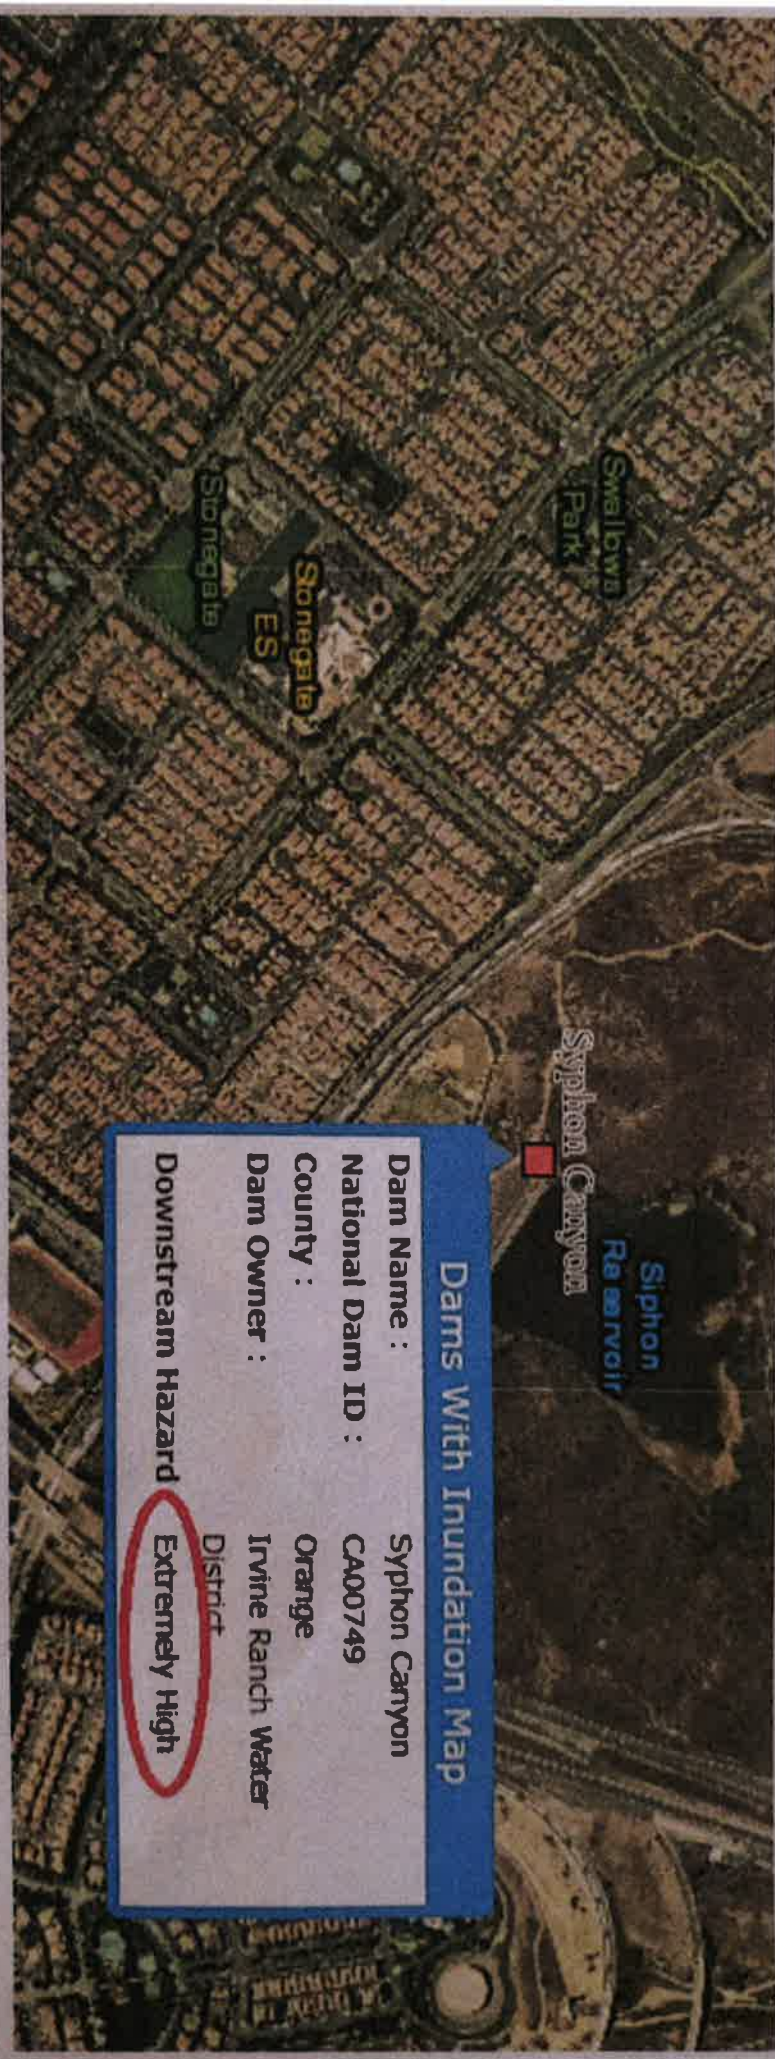 Swallows
Park
Stonegate
Stonegate
ES
Syphon Canyon
Siphon
Reservoir
Dams With Inundation Map
Dam Name : Syphon Canyon
National Dam ID : CA00749
County : Orange
Dam Owner : Irvine Ranch Water
District
Downstream Hazard Extremely High